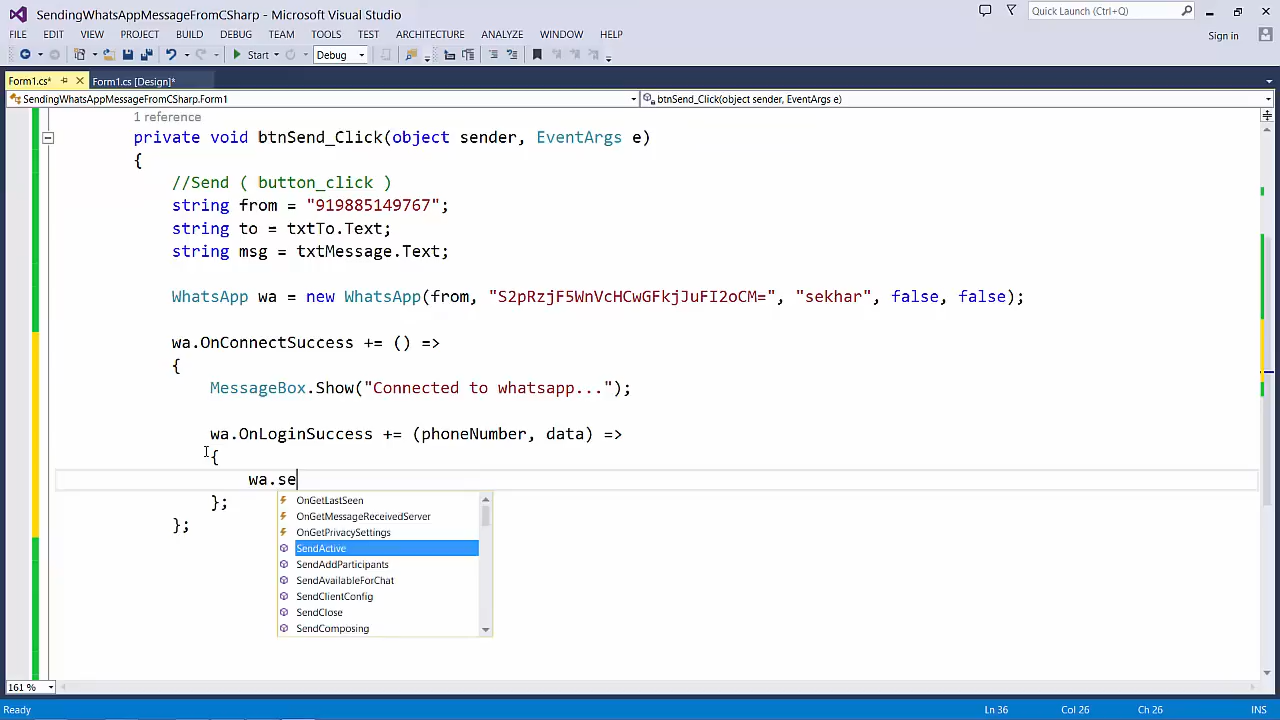 SendingWhatsAppMessageFromCSharp - Microsoft Visual Studio
Quick Launch (Ctrl+Q)
FILE EDIT VIEW PROJECT BUILD DEBUG TEAM TOOLS TEST ARCHITECTURE ANALYZE WINDOW HELP
Sign in
Start Debug
Form1.cs* Form1.cs [Design]*
SendingWhatsAppMessageFromCSharp.Form1 btnSend_Click(object sender, EventArgs e)
1 reference
private void btnSend_Click(object sender, EventArgs e)
{
//Send ( button_click )
string from = "919885149767";
string to = txtTo.Text;
string msg = txtMessage.Text;
WhatsApp wa = new WhatsApp(from, "S2pRzjF5WnVcHCwGFkjJuFI2oCM=", "sekhar", false, false);
wa.OnConnectSuccess += () =>
{
MessageBox.Show("Connected to whatsapp...");
wa.OnLoginSuccess += (phoneNumber, data) =>
{
wa.se
};
};
OnGetLastSeen
OnGetMessageReceivedServer
OnGetPrivacySettings
SendActive
SendAddParticipants
SendAvailableForChat
SendClientConfig
SendClose
SendComposing
161 %
Ready Ln 36 Col 26 Ch 26 INS